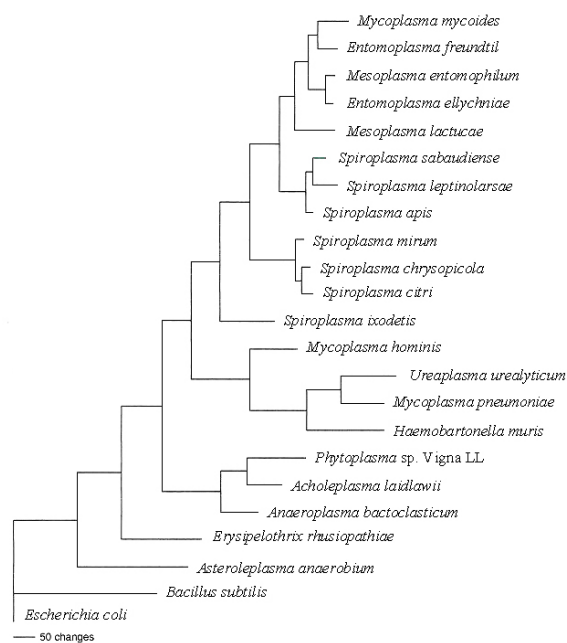 Mycoplasma mycoides
Entomoplasma freundtil
Mesoplasma entomophilum
Entomoplasma ellychniae
Mesoplasma lactucae
Spiroplasma sabaudiense
Spiroplasma leptinolarsae
Spiroplasma apis
Spiroplasma mirum
Spiroplasma chrysopicola
Spiroplasma citri
Spiroplasma ixodetis
Mycoplasma hominis
Ureaplasma urealyticum
Mycoplasma pneumoniae
Haemobartonella muris
Phytoplasma sp. Vigna LL
Acholeplasma laidlawii
Anaeroplasma bactoclasticum
Erysipelothrix rhusiopathiae
Asteroleplasma anaerobium
Bacillus subtilis
Escherichia coli
50 changes